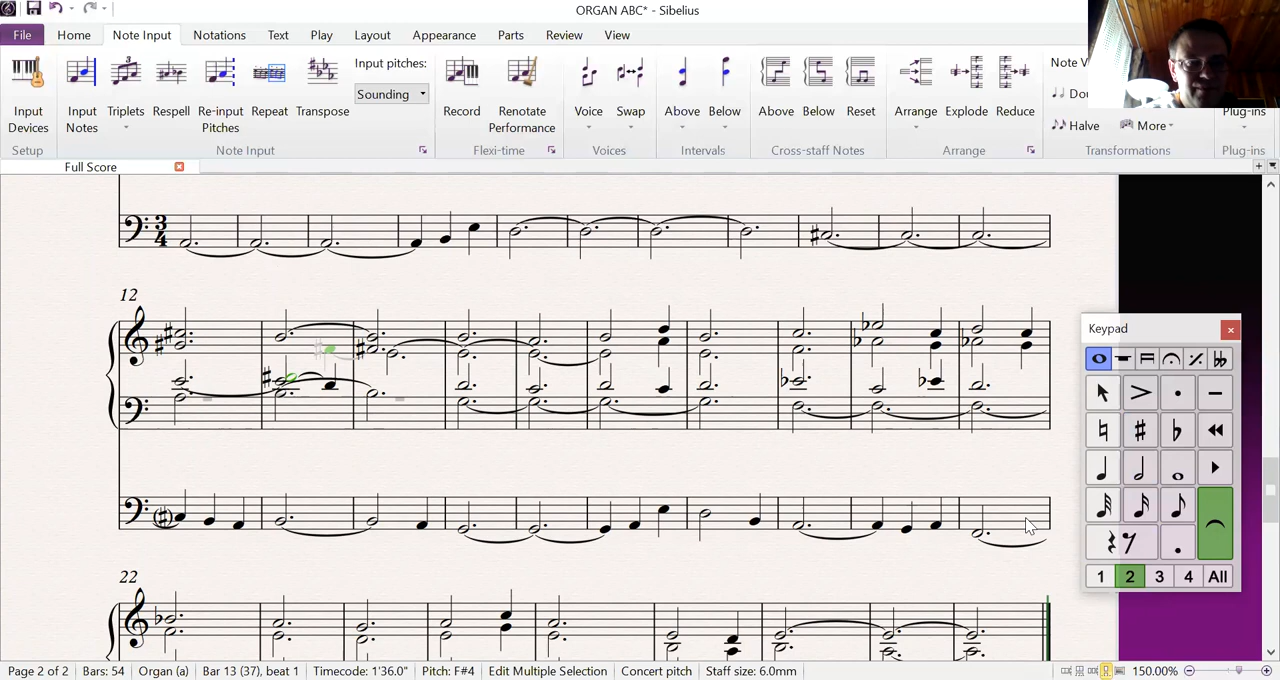 ORGAN ABC* - Sibelius
File Home Note Input Notations Text Play Layout Appearance Parts Review View
Input Devices
Input Notes
Triplets
Respell
Re-input Pitches
Repeat
Transpose
Input pitches:
Sounding
Record
Renotate Performance
Voice
Swap
Above
Below
Above
Below
Reset
Arrange
Explode
Reduce
Note V
Dou
Halve
More
Plug-ins
Setup Note Input Flexi-time Voices Intervals Cross-staff Notes Arrange Transformations Plug-ins
Full Score
3
4
12
22
Keypad
1 2 3 4 All
Page 2 of 2 Bars: 54 Organ (a) Bar 13 (37), beat 1 Timecode: 1'36.0" Pitch: F#4 Edit Multiple Selection Concert pitch Staff size: 6.0mm 150.00%